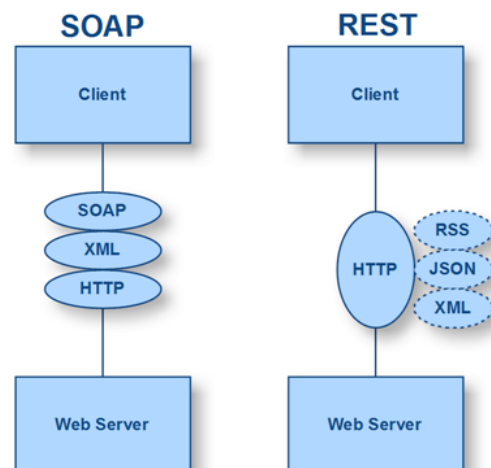 SOAP
Client
SOAP
XML
HTTP
Web Server
REST
Client
HTTP
RSS
JSON
XML
Web Server